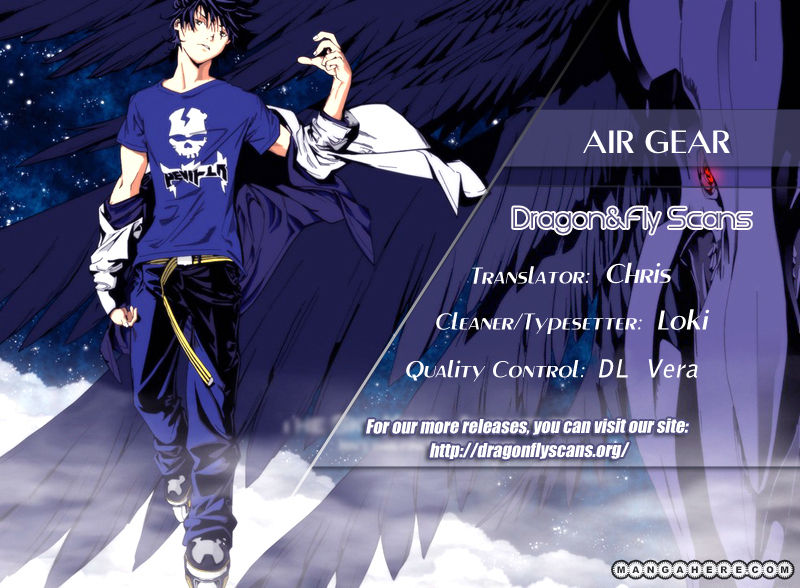 AIR GEAR
Dragon&Fly Scans
Translator: Chris
Cleaner/Typesetter: Loki
Quality Control: DL Vera
For our more releases, you can visit our site:
http://dragonflyscans.org/
MANGAHERE.COM